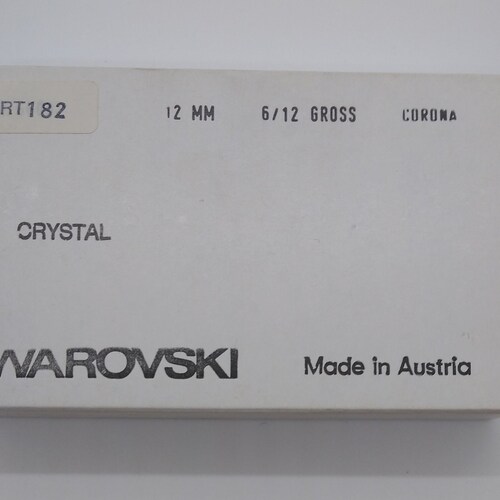 RT182 12 MM 6/12 GROSS CORONA
CRYSTAL
WAROVSKI Made in Austria